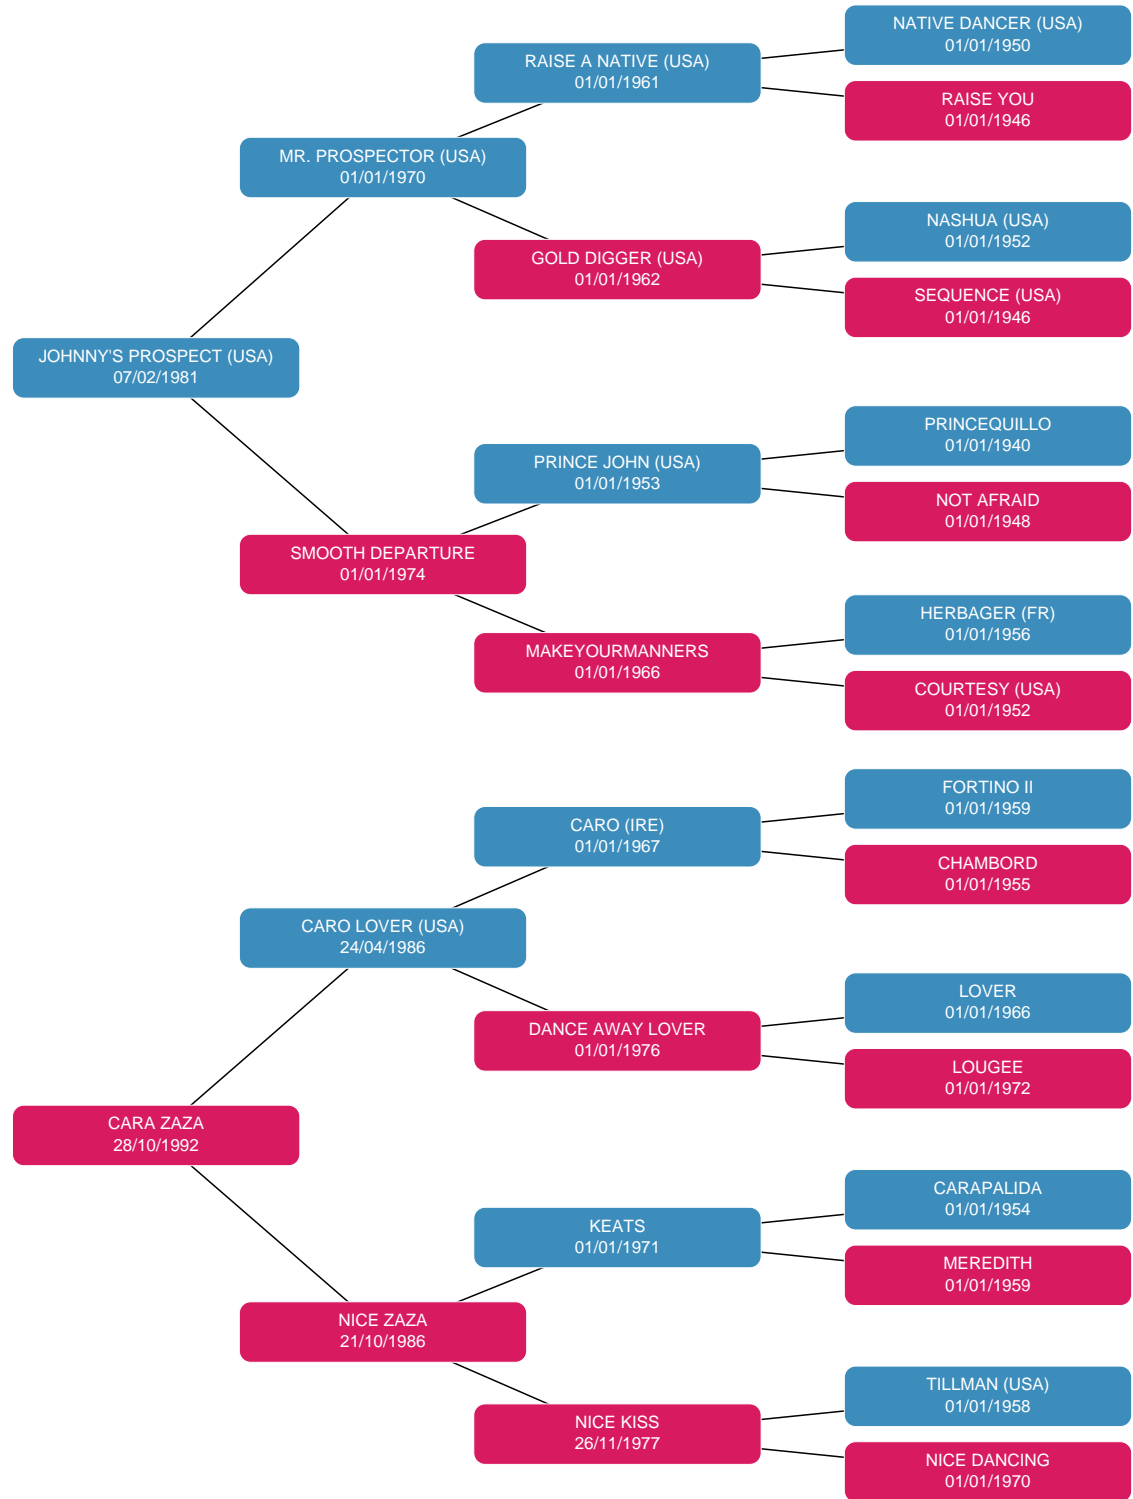 NATIVE DANCER (USA)
01/01/1950
RAISE A NATIVE (USA)
01/01/1961
RAISE YOU
01/01/1946
MR. PROSPECTOR (USA)
01/01/1970
NASHUA (USA)
01/01/1952
GOLD DIGGER (USA)
01/01/1962
SEQUENCE (USA)
01/01/1946
JOHNNY'S PROSPECT (USA)
07/02/1981
PRINCEQUILLO
01/01/1940
PRINCE JOHN (USA)
01/01/1953
NOT AFRAID
01/01/1948
SMOOTH DEPARTURE
01/01/1974
HERBAGER (FR)
01/01/1956
MAKEYOURMANNERS
01/01/1966
COURTESY (USA)
01/01/1952
FORTINO II
01/01/1959
CARO (IRE)
01/01/1967
CHAMBORD
01/01/1955
CARO LOVER (USA)
24/04/1986
LOVER
01/01/1966
DANCE AWAY LOVER
01/01/1976
LOUGEE
01/01/1972
CARA ZAZA
28/10/1992
CARAPALIDA
01/01/1954
KEATS
01/01/1971
MEREDITH
01/01/1959
NICE ZAZA
21/10/1986
TILLMAN (USA)
01/01/1958
NICE KISS
26/11/1977
NICE DANCING
01/01/1970